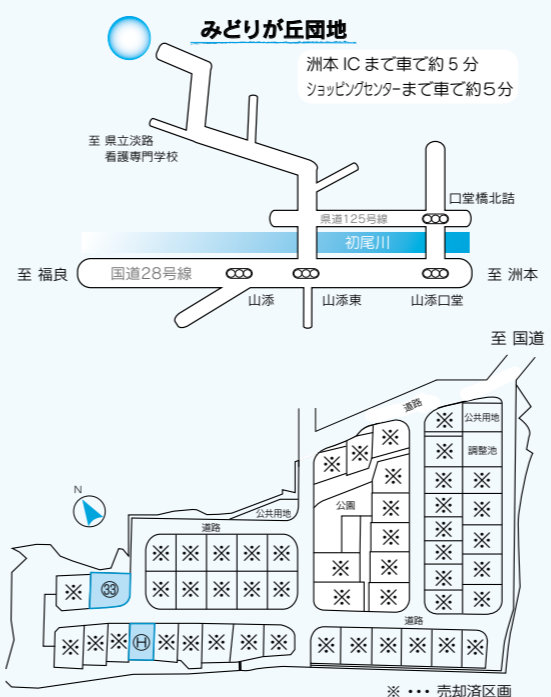 みどりが丘団地
洲本 IC まで車で約 5 分
ショッピングセンターまで車で約5分
至 県立淡路
看護専門学校
口堂橋北詰
県道125号線
初尾川
至 福良
国道28号線
至 洲本
山添
山添東
山添口堂
至 国道
道路
※ 公共用地
※ ※ ※
※ 調整池
公園
※ ※ ※
N
公共用地
道路
※ ※ ※ ※ ※
※ ※ ※
※ ※ ※
※ ㉝
※ ※ ※ ※ ※
※ ※ ※ ※
※ ※ ※ ※
道路
※ ※ ※ Ⓗ ※ ※ ※ ※ ※
※ ※ ※ ※ ※ ※
※ ・・・ 売却済区画